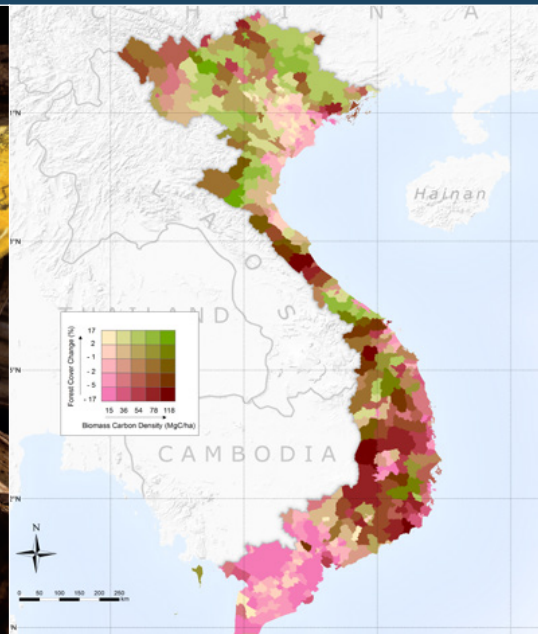 C H I N A
Hainan
L A O S
THAILAND
CAMBODIA
Forest Cover Change (%)
17
2
- 1
- 2
- 5
- 17
15 36 54 78 118
Biomass Carbon Density (MgC/ha)
N
0 50 100 150 200 250
km